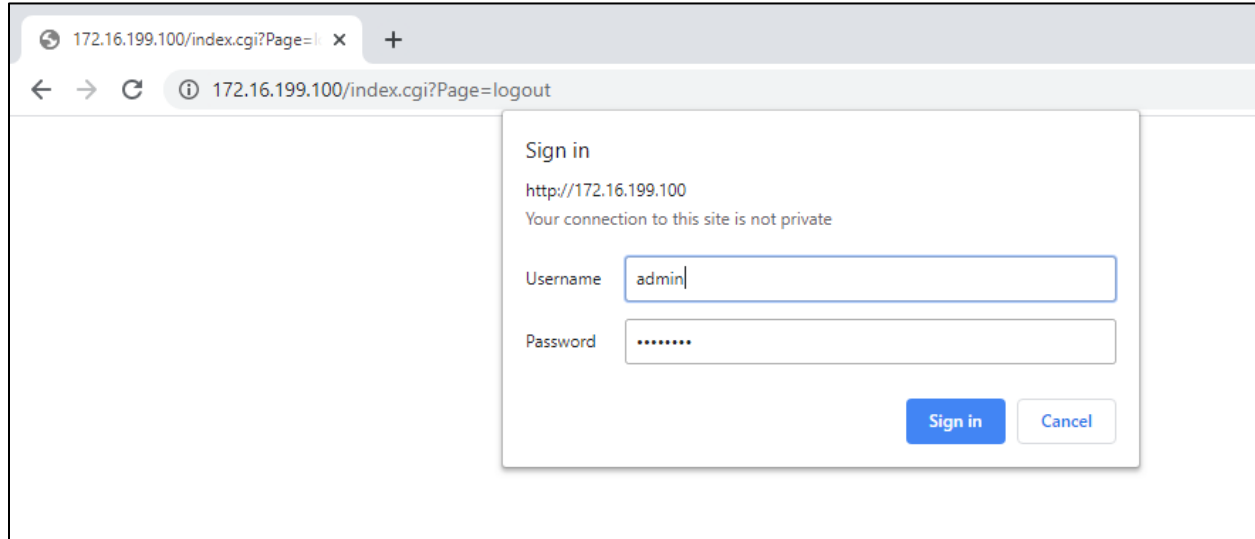 172.16.199.100/index.cgi?Page=l
172.16.199.100/index.cgi?Page=logout
Sign in
http://172.16.199.100
Your connection to this site is not private
Username admin
Password ••••••••
Sign in Cancel